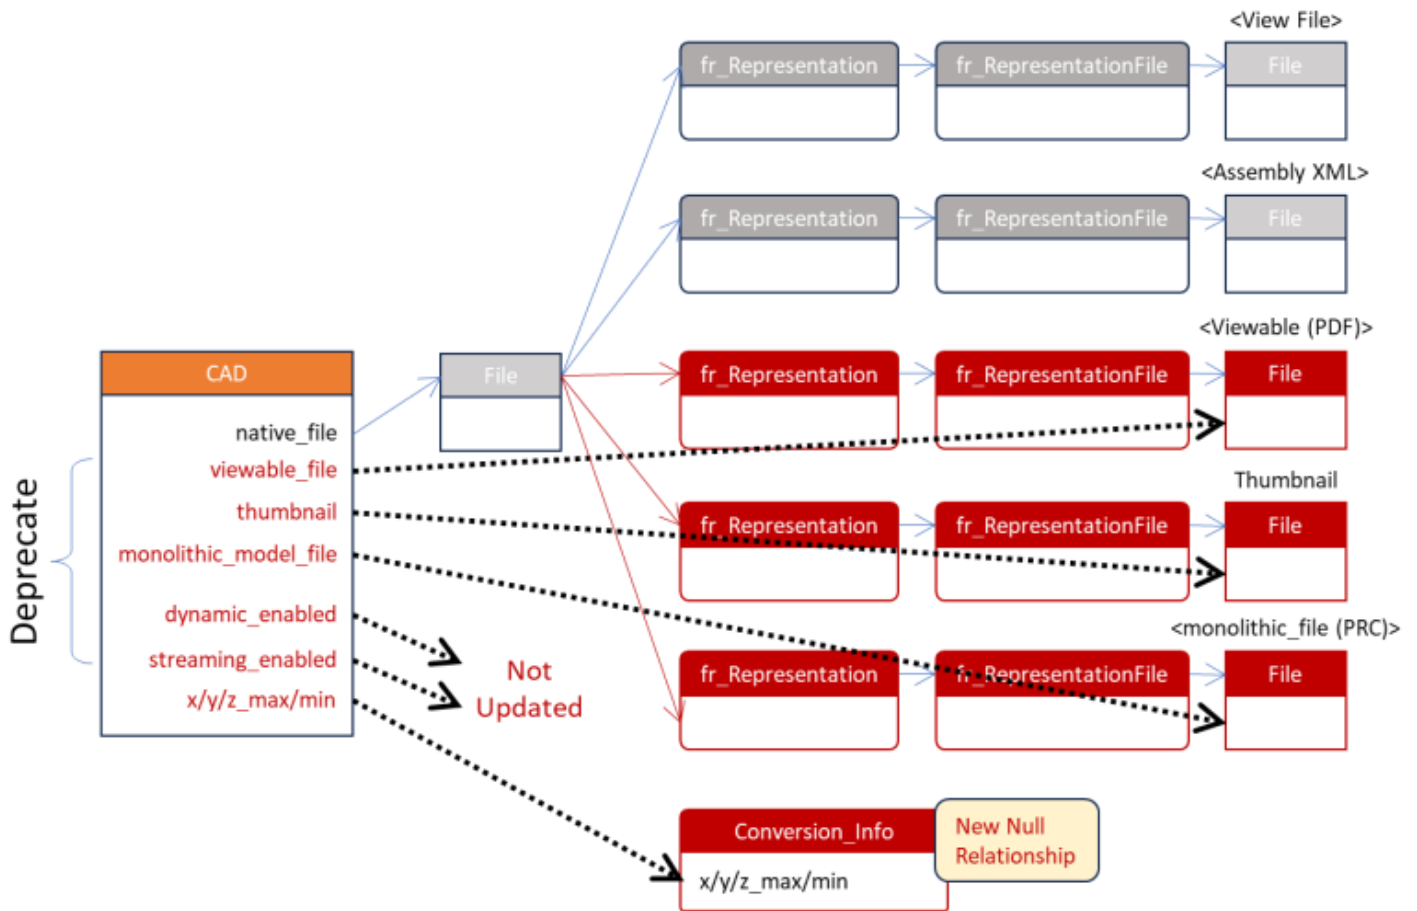 <View File>
fr_Representation
fr_RepresentationFile
File
<Assembly XML>
fr_Representation
fr_RepresentationFile
File
<Viewable (PDF)>
CAD
File
fr_Representation
fr_RepresentationFile
File
native_file
viewable_file
thumbnail
monolithic_model_file
dynamic_enabled
streaming_enabled
x/y/z_max/min
Deprecate
Not
Updated
Thumbnail
fr_Representation
fr_RepresentationFile
File
<monolithic_file (PRC)>
fr_Representation
fr_RepresentationFile
File
Conversion_Info
x/y/z_max/min
New Null
Relationship